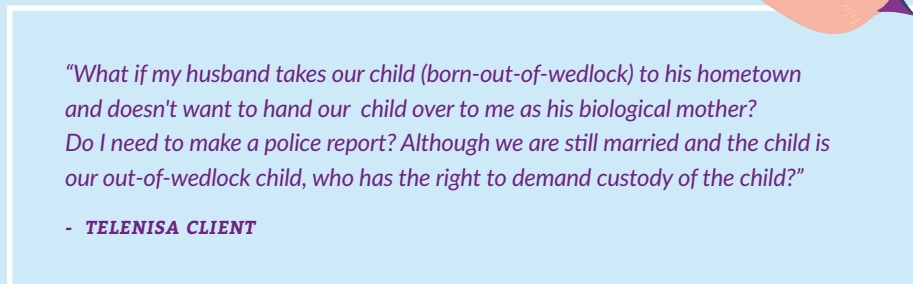 “What if my husband takes our child (born-out-of-wedlock) to his hometown
and doesn't want to hand our  child over to me as his biological mother?
Do I need to make a police report? Although we are still married and the child is
our out-of-wedlock child, who has the right to demand custody of the child?”
- TELENISA CLIENT